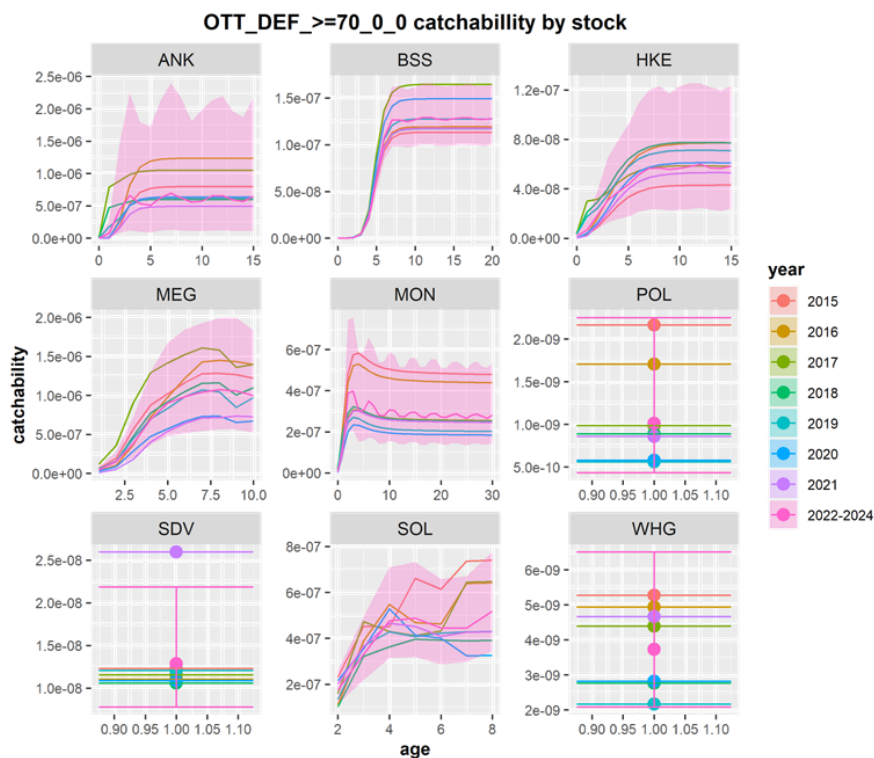 OTT_DEF_>=70_0_0 catchabillity by stock
ANK
BSS
HKE
2.5e-06
2.0e-06
1.5e-06
1.0e-06
5.0e-07
0.0e+00
0 5 10 15
1.5e-07
1.0e-07
5.0e-08
0.0e+00
0 5 10 15 20
1.2e-07
8.0e-08
4.0e-08
0.0e+00
0 5 10 15
MEG
MON
POL
2.0e-06
1.5e-06
1.0e-06
5.0e-07
0.0e+00
2.5 5.0 7.5 10.0
6e-07
4e-07
2e-07
0e+00
0 10 20 30
2.0e-09
1.5e-09
1.0e-09
5.0e-10
0.90 0.95 1.00 1.05 1.10
SDV
SOL
WHG
2.5e-08
2.0e-08
1.5e-08
1.0e-08
0.90 0.95 1.00 1.05 1.10
8e-07
6e-07
4e-07
2e-07
2 4 6 8
6e-09
5e-09
4e-09
3e-09
2e-09
0.90 0.95 1.00 1.05 1.10
catchability
age
year
2015
2016
2017
2018
2019
2020
2021
2022-2024